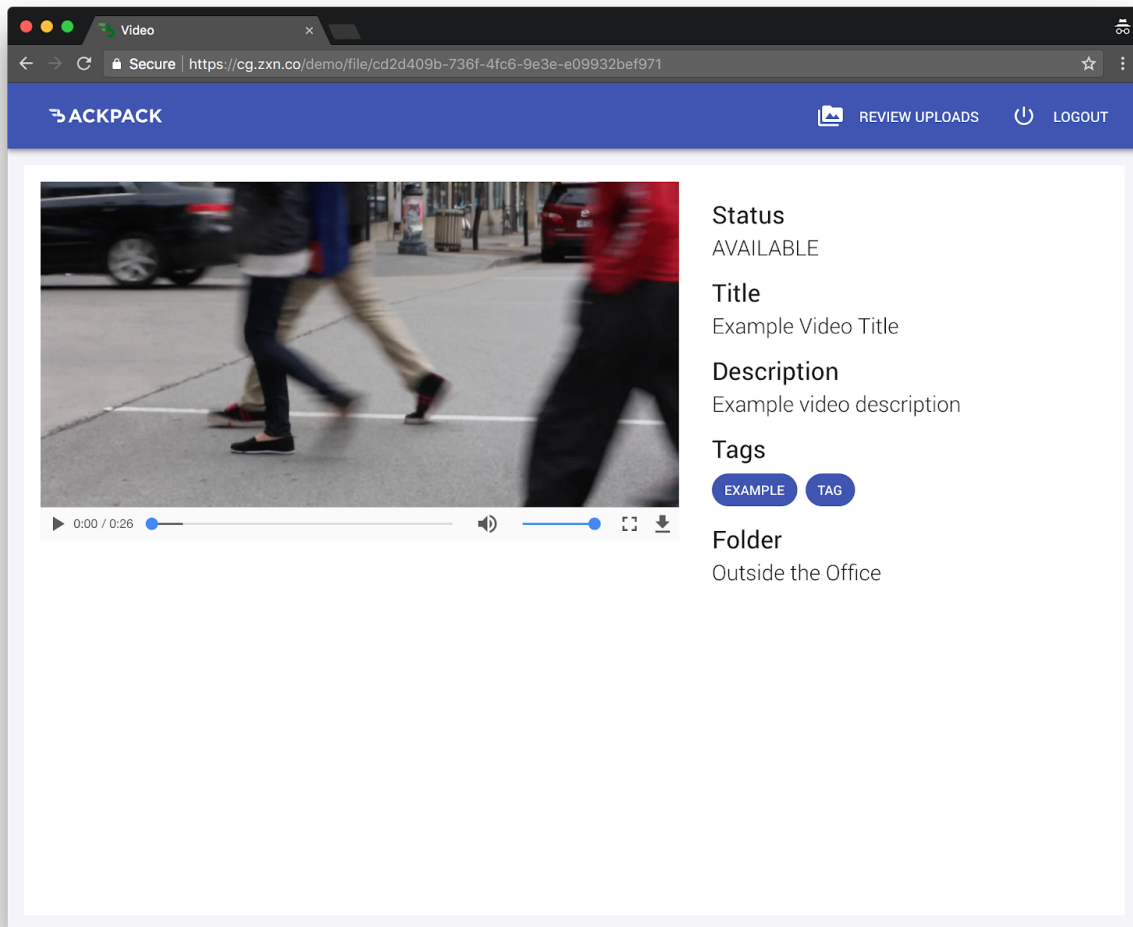 Video
Secure
https://cg.zxn.co/demo/file/cd2d409b-736f-4fc6-9e3e-e09932bef971
BACKPACK
REVIEW UPLOADS
LOGOUT
Status
AVAILABLE
Title
Example Video Title
Description
Example video description
Tags
EXAMPLE
TAG
Folder
Outside the Office
0:00 / 0:26